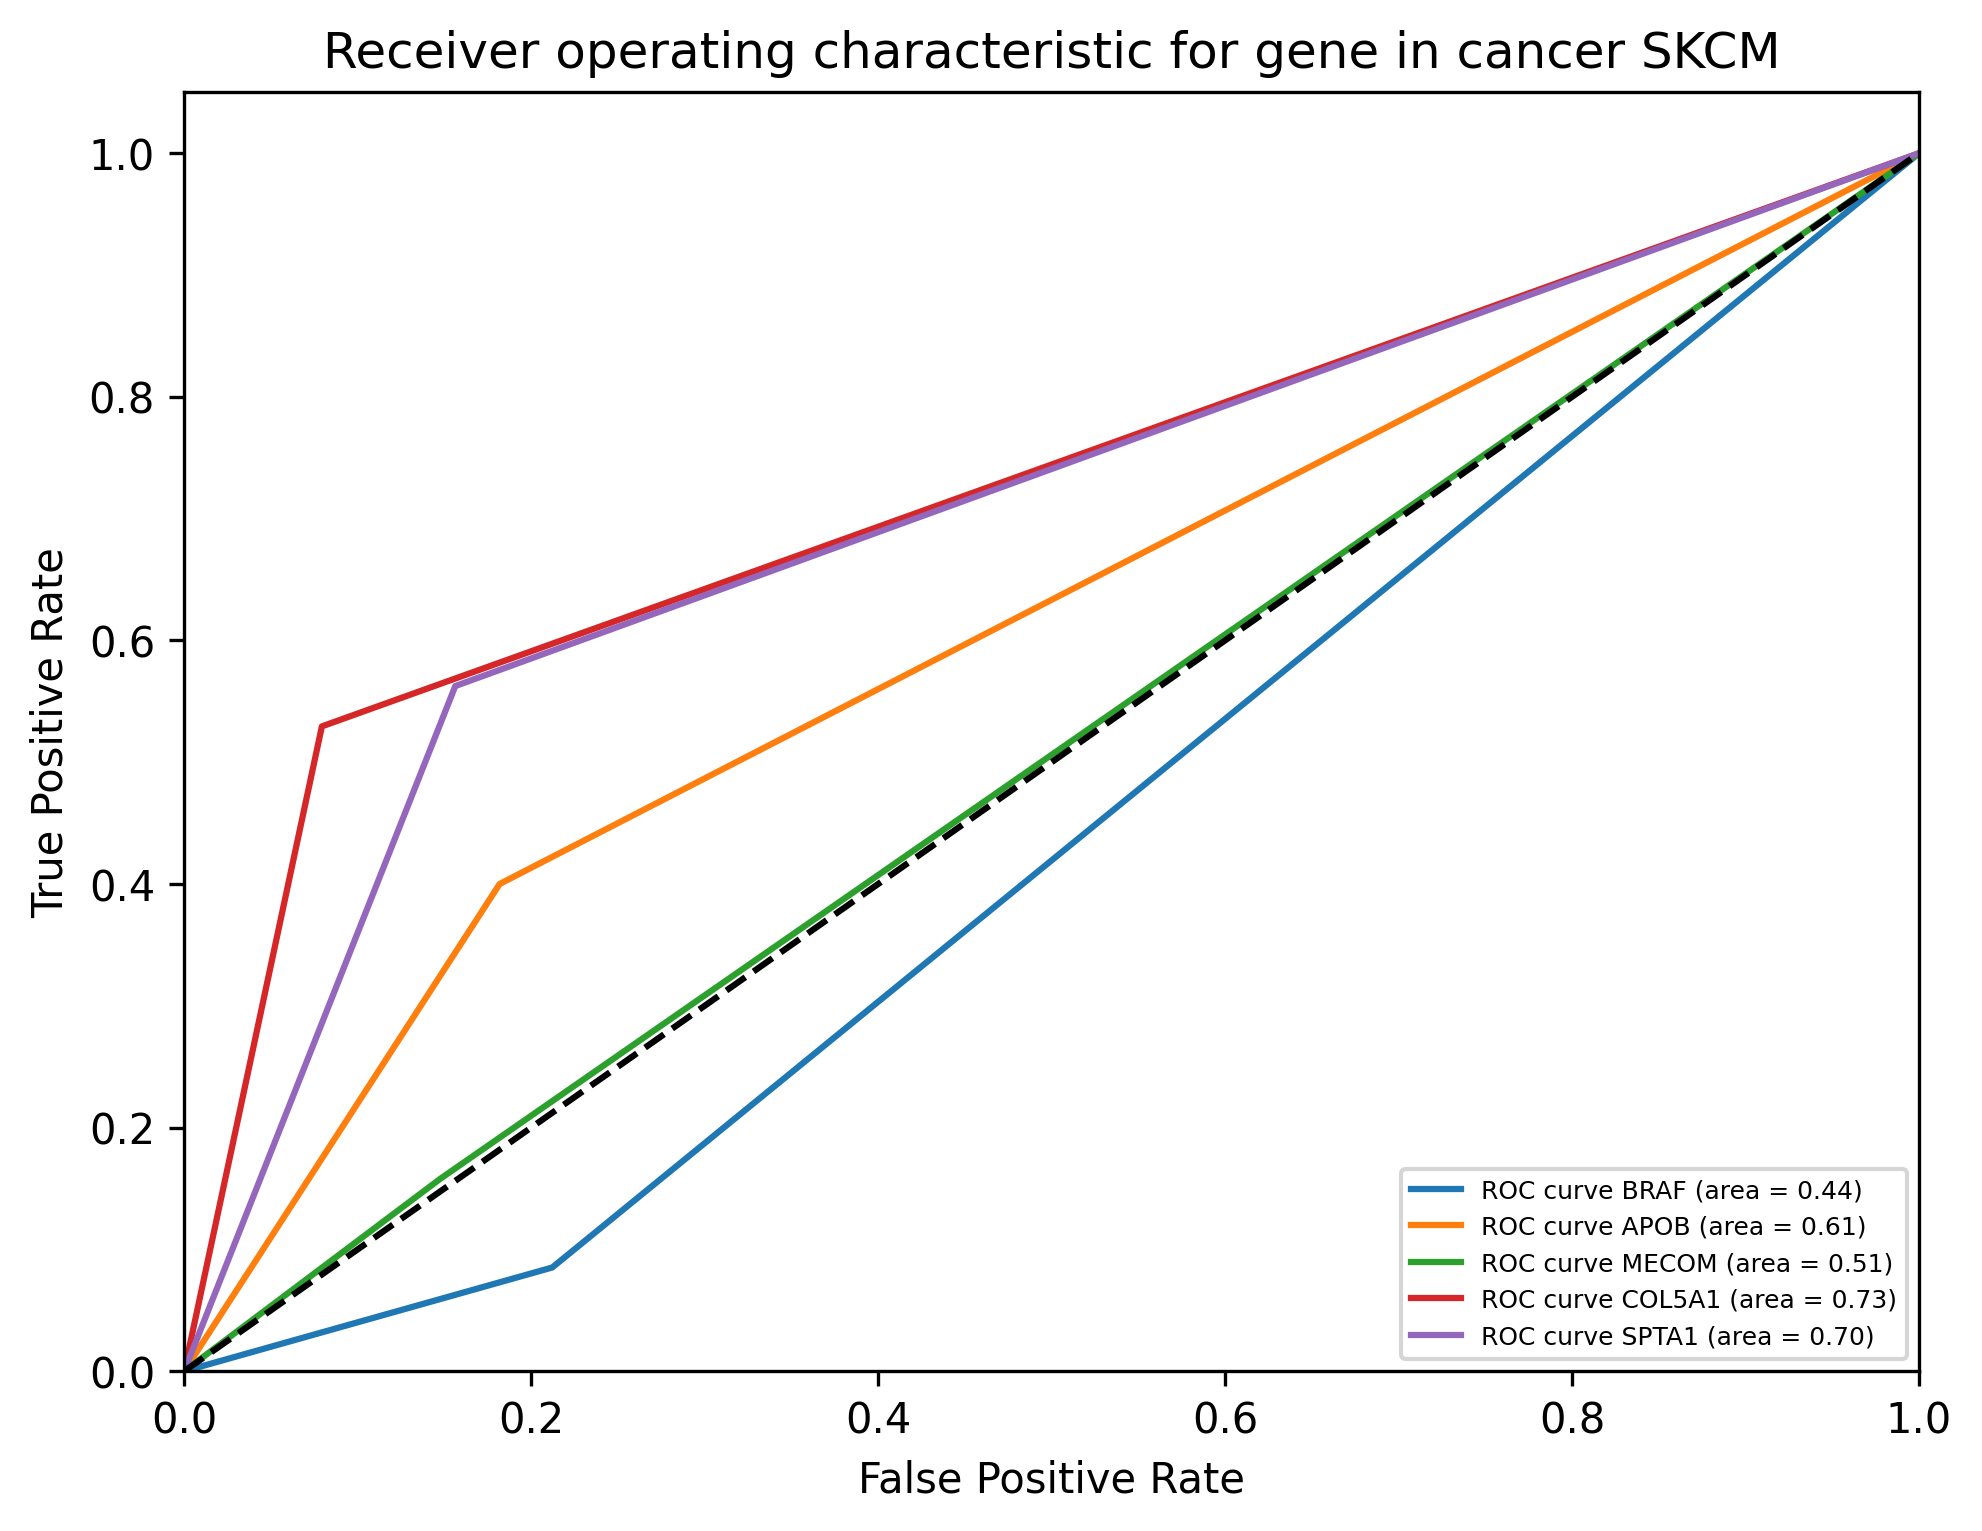 Receiver operating characteristic for gene in cancer SKCM
1.0
0.8
0.6
0.4
0.2
0.0
True Positive Rate
ROC curve BRAF (area = 0.44)
ROC curve APOB (area = 0.61)
ROC curve MECOM (area = 0.51)
ROC curve COL5A1 (area = 0.73)
ROC curve SPTA1 (area = 0.70)
0.0 0.2 0.4 0.6 0.8 1.0
False Positive Rate